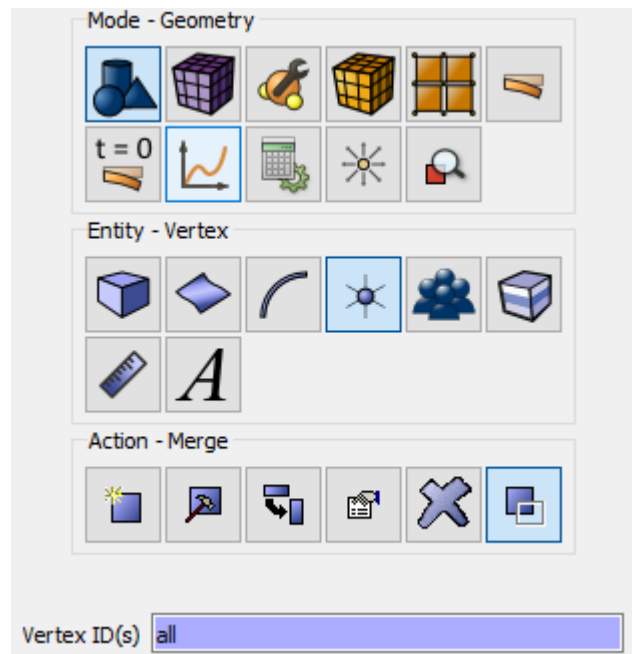 Mode - Geometry
t = 0
Entity - Vertex
A
Action - Merge
Vertex ID(s) all